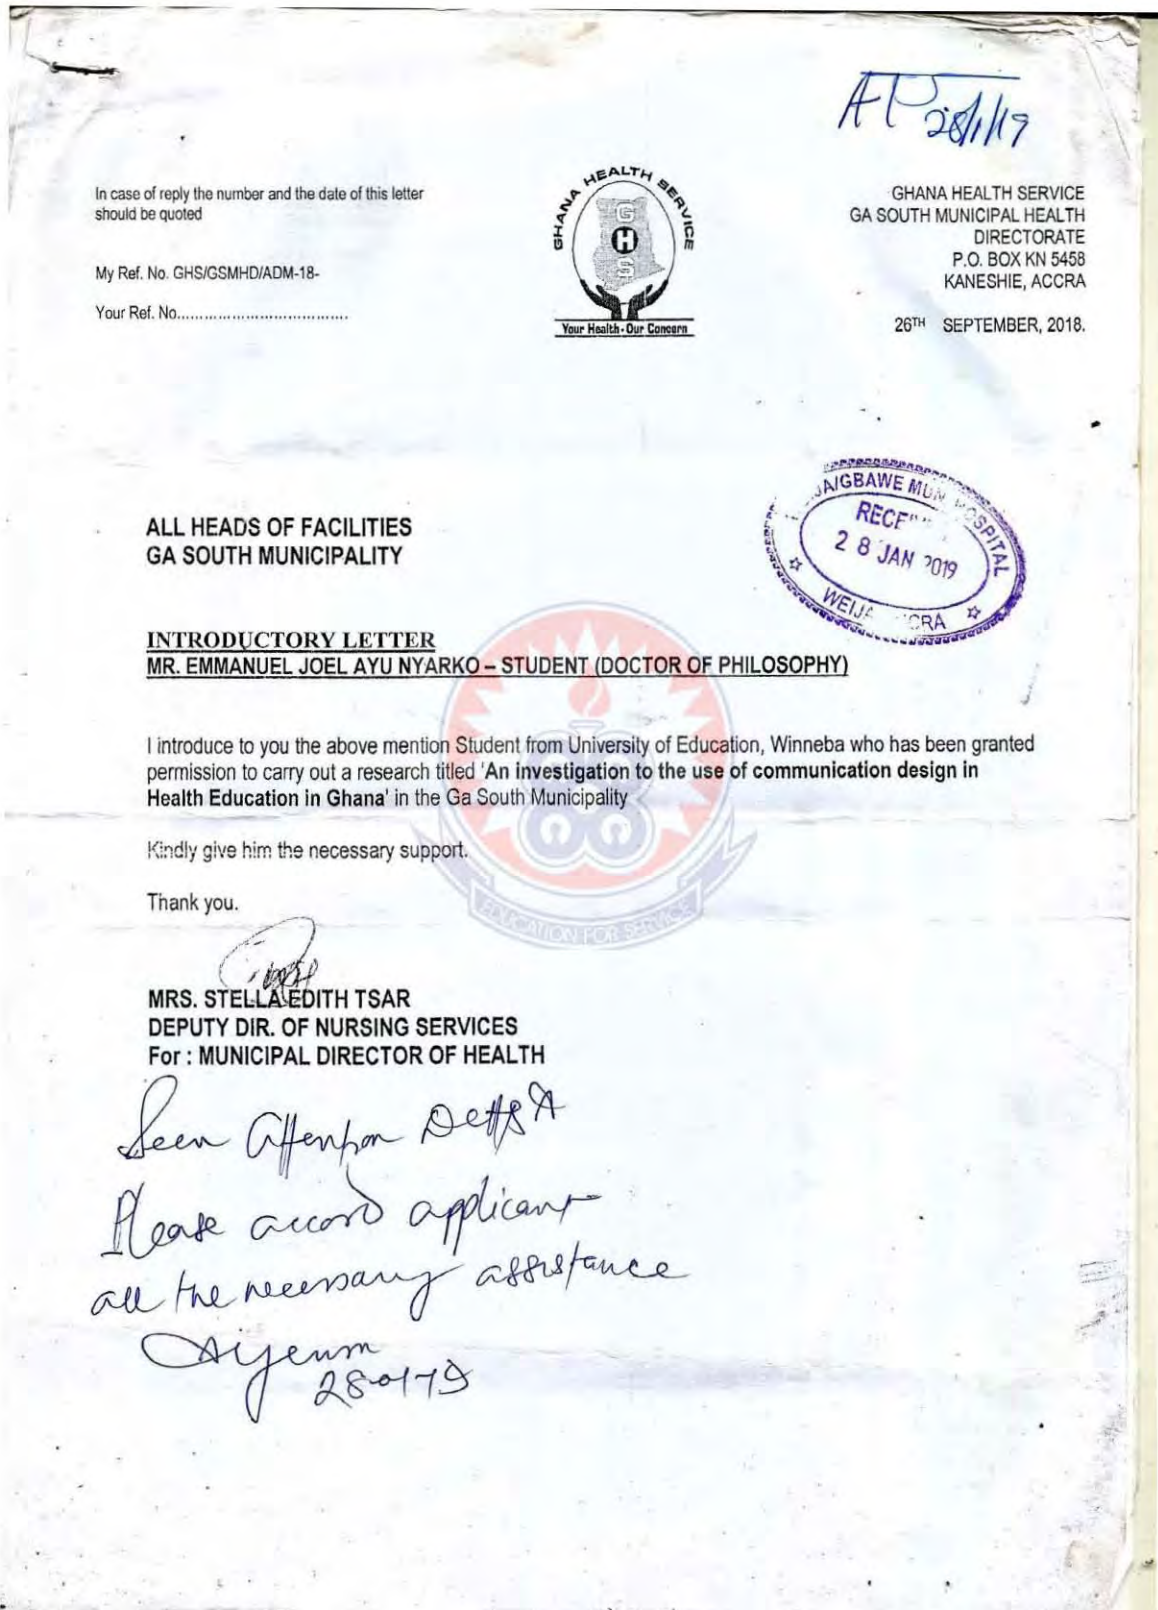 28/1/19
In case of reply the number and the date of this letter
should be quoted
My Ref. No. GHS/GSMHD/ADM-18-
Your Ref. No.......................................
GHANA HEALTH SERVICE
GHS
Your Health - Our Concern
GHANA HEALTH SERVICE
GA SOUTH MUNICIPAL HEALTH
DIRECTORATE
P.O. BOX KN 5458
KANESHIE, ACCRA
26TH SEPTEMBER, 2018.
ALL HEADS OF FACILITIES
GA SOUTH MUNICIPALITY
GBAWE HOSPITAL
28 JAN 2019
INTRODUCTORY LETTER
MR. EMMANUEL JOEL AYU NYARKO – STUDENT (DOCTOR OF PHILOSOPHY)
I introduce to you the above mention Student from University of Education, Winneba who has been granted
permission to carry out a research titled 'An investigation to the use of communication design in
Health Education in Ghana' in the Ga South Municipality
Kindly give him the necessary support.
Thank you.
EDUCATION FOR SERVICE
MRS. STELLA EDITH TSAR
DEPUTY DIR. OF NURSING SERVICES
For : MUNICIPAL DIRECTOR OF HEALTH
Seen Attention
Please accord applicant
all the necessary assistance